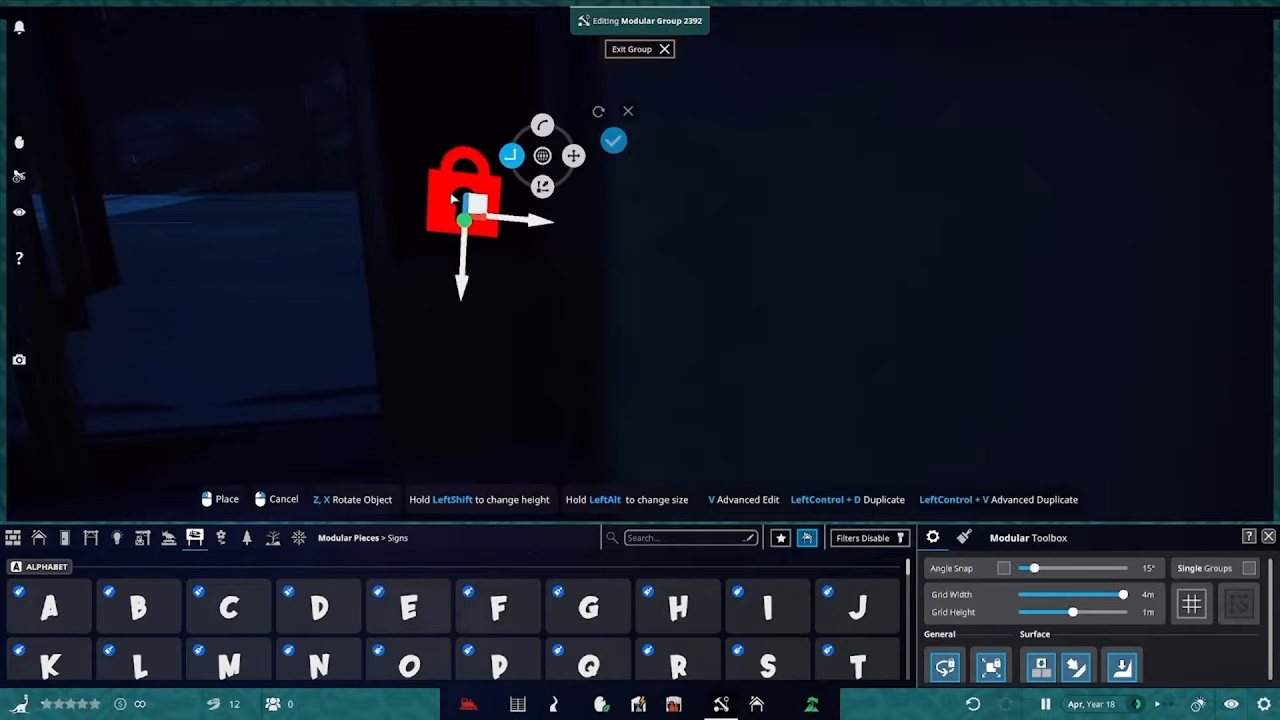 Editing Modular Group 2392
Exit Group
Place Cancel Z, X Rotate Object Hold LeftShift to change height Hold LeftAlt to change size V Advanced Edit LeftControl + D Duplicate LeftControl + V Advanced Duplicate
Modular Pieces > Signs
Search...
Filters Disable
A ALPHABET
A B C D E F G H I J
K L M N O P Q R S T
Modular Toolbox
Angle Snap 15° Single Groups
Grid Width 4m
Grid Height 1m
General Surface
12 0 Apr, Year 18